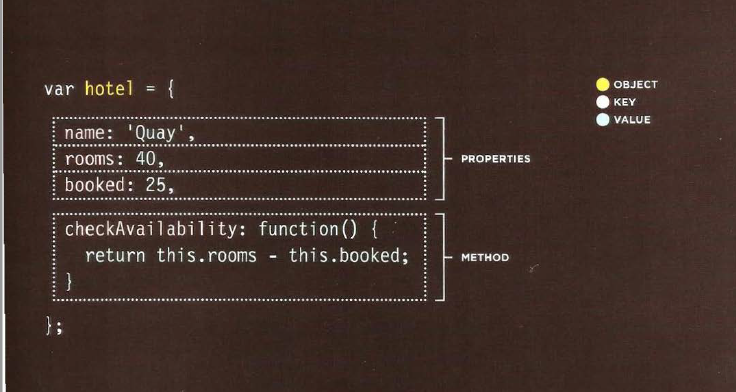 var hotel = {
OBJECT
KEY
VALUE
name: 'Quay',
rooms: 40,
booked: 25,
PROPERTIES
checkAvailability: function() {
return this.rooms - this.booked;
}
METHOD
};